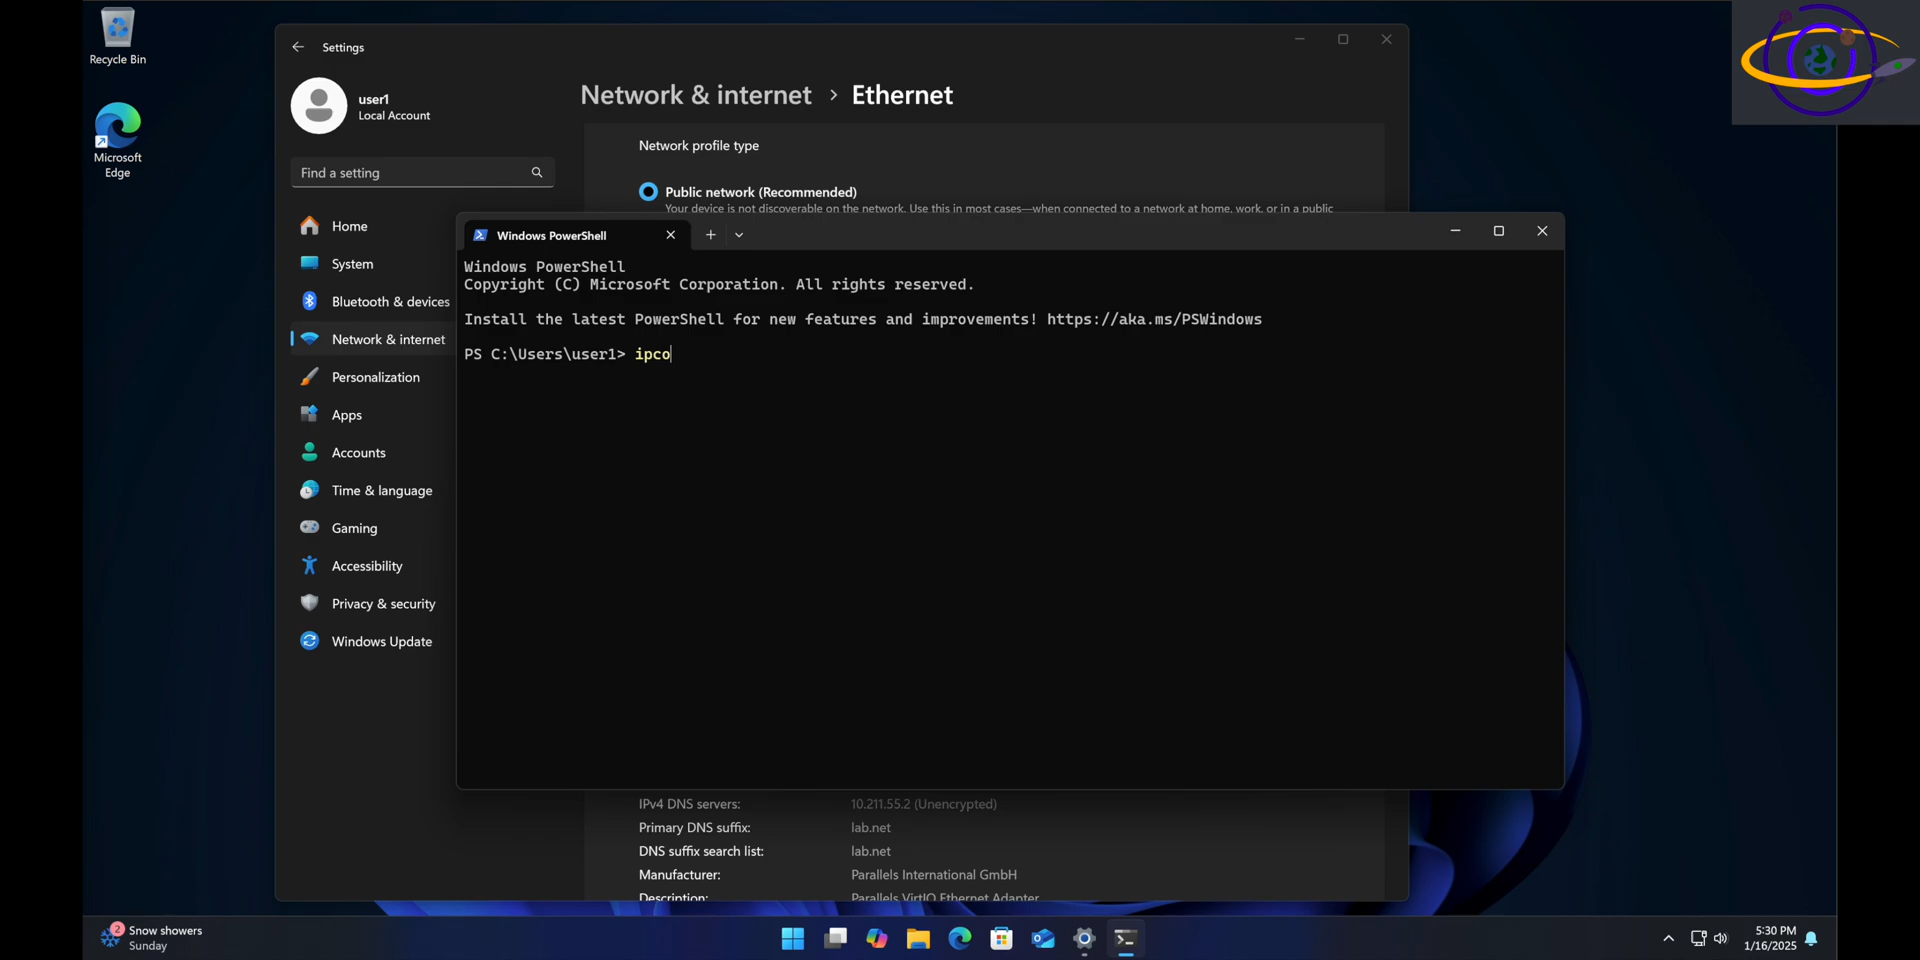 Recycle Bin
Microsoft
Edge
Settings
user1
Local Account
Find a setting
Home
System
Bluetooth & devices
Network & internet
Personalization
Apps
Accounts
Time & language
Gaming
Accessibility
Privacy & security
Windows Update
Network & internet › Ethernet
Network profile type
Public network (Recommended)
Your device is not discoverable on the network. Use this in most cases—when connected to a network at home, work, or in a public
Windows PowerShell
Windows PowerShell
Copyright (C) Microsoft Corporation. All rights reserved.
Install the latest PowerShell for new features and improvements! https://aka.ms/PSWindows
PS C:\Users\user1> ipco
IPv4 DNS servers: 10.211.55.2 (Unencrypted)
Primary DNS suffix: lab.net
DNS suffix search list: lab.net
Manufacturer: Parallels International GmbH
Description: Parallels VirtIO Ethernet Adapter
2
Snow showers
Sunday
5:30 PM
1/16/2025